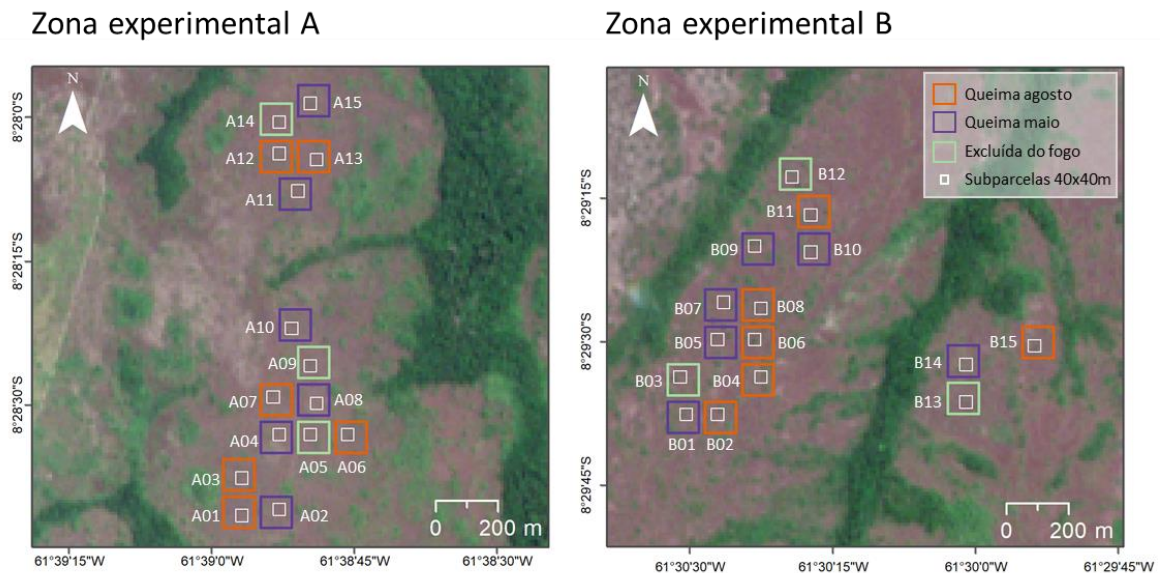 Zona experimental A
Zona experimental B
N
8°28'0"S
8°28'15"S
8°28'30"S
A15
A14
A12
A13
A11
A10
A09
A07
A08
A04
A05
A06
A03
A01
A02
0 200 m
61°39'15"W 61°39'0"W 61°38'45"W 61°38'30"W
N
8°29'15"S
8°29'30"S
8°29'45"S
Queima agosto
Queima maio
Excluída do fogo
Subparcelas 40x40m
B12
B11
B09
B10
B07
B08
B05
B06
B15
B14
B03
B04
B13
B01
B02
0 200 m
61°30'30"W 61°30'15"W 61°30'0"W 61°29'45"W